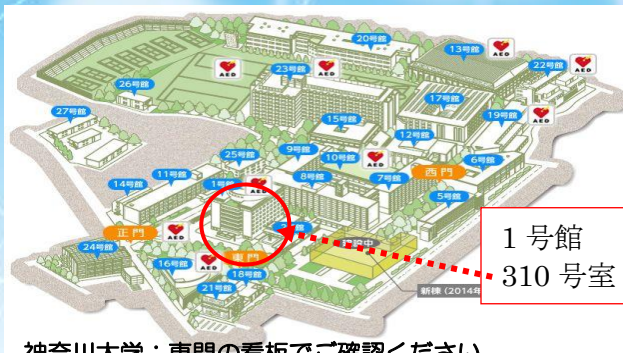 20号館
13号館
AED
AED
22号館
AED
23号館
AED
26号館
17号館
27号館
19号館
AED
15号館
12号館
9号館
10号館
AED
6号館
25号館
西門
11号館
1号館
AED
8号館
7号館
14号館
5号館
正門
AED
1号館
310号室
24号館
東門
16号館
AED
18号館
新棟(2014年
21号館
神奈川大学:東門の看板でご確認ください